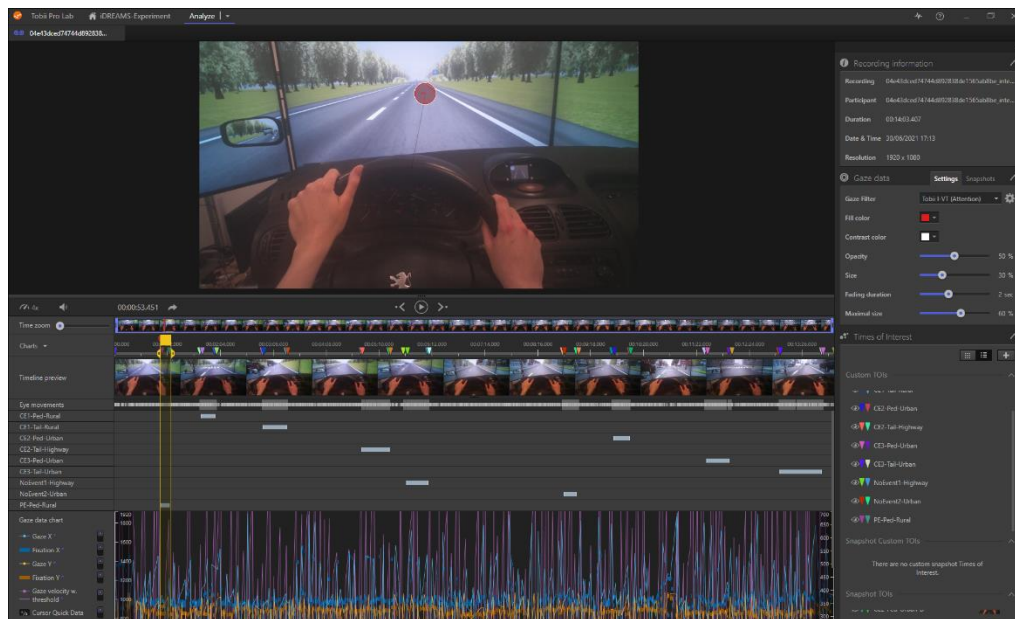 Tobii Pro Lab iDREAMS-Experiment Analyze
04e43dced74744d892838...
Recording information
Recording
Participant
Duration 00:14:03.407
Date & Time 30/06/2021 17:13
Resolution 1920 x 1080
Gaze data Settings Snapshots
Gaze Filter Tobii I-VT (Attention)
Fill color
Contrast color
Opacity 50 %
Size 30 %
Fading duration 2 sec
Maximal size 60 %
4x 00:00:53.451
Time zoom
Charts
Timeline preview
Eye movements
CE1-Ped-Rural
CE1-Tail-Rural
CE2-Ped-Urban
CE2-Tail-Highway
CE3-Ped-Urban
CE3-Tail-Urban
NoEvent1-Highway
NoEvent2-Urban
PE-Ped-Rural
Gaze data chart
Gaze X
Fixation X
Gaze Y
Fixation Y
Gaze velocity w. threshold
Cursor Quick Data
Times of Interest
Custom TOIs
CE2-Ped-Urban
CE2-Tail-Highway
CE3-Ped-Urban
CE3-Tail-Urban
NoEvent1-Highway
NoEvent2-Urban
PE-Ped-Rural
Snapshot Custom TOIs
There are no custom snapshot Times of
Interest.
Snapshot TOIs